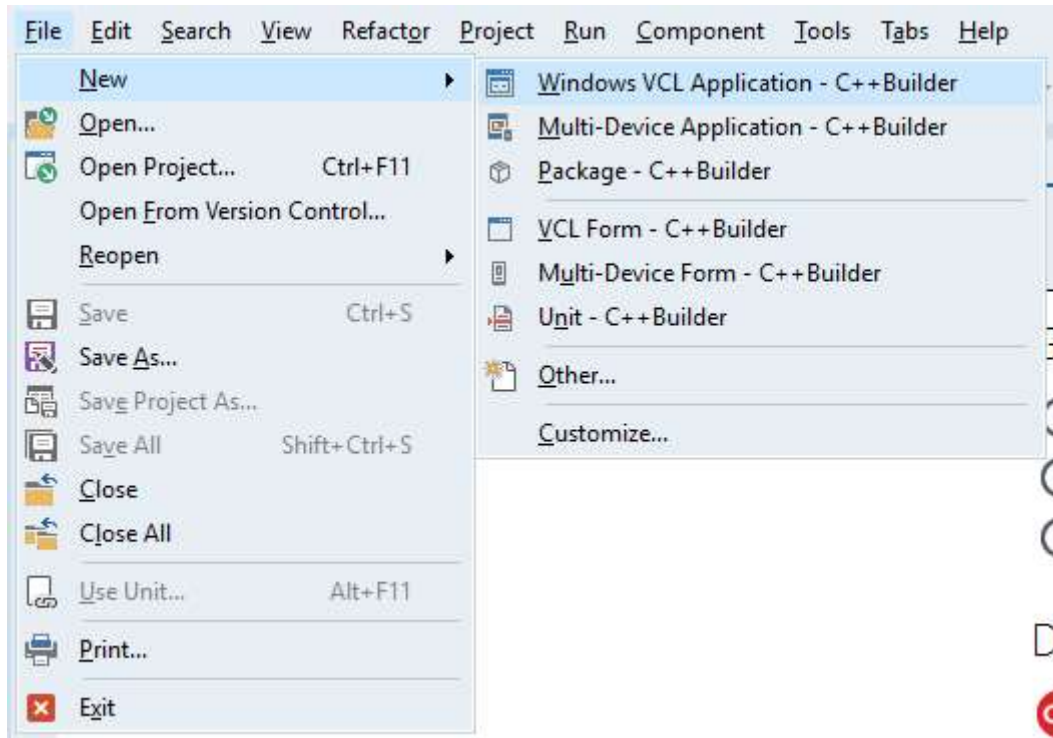 File Edit Search View Refactor Project Run Component Tools Tabs Help
New
Open...
Open Project... Ctrl+F11
Open From Version Control...
Reopen
Save Ctrl+S
Save As...
Save Project As...
Save All Shift+Ctrl+S
Close
Close All
Use Unit... Alt+F11
Print...
Exit
Windows VCL Application - C++Builder
Multi-Device Application - C++Builder
Package - C++Builder
VCL Form - C++Builder
Multi-Device Form - C++Builder
Unit - C++Builder
Other...
Customize...